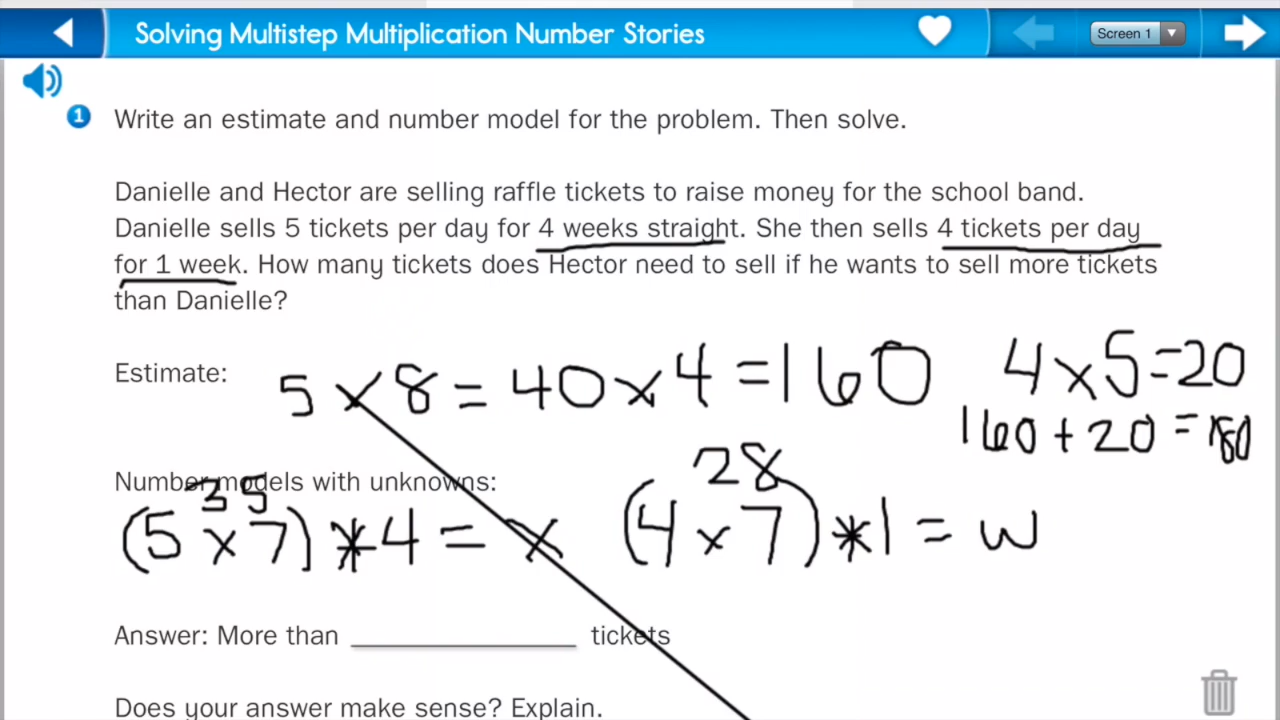 Solving Multistep Multiplication Number Stories
Screen 1
1 Write an estimate and number model for the problem. Then solve.
Danielle and Hector are selling raffle tickets to raise money for the school band.
Danielle sells 5 tickets per day for 4 weeks straight. She then sells 4 tickets per day
for 1 week. How many tickets does Hector need to sell if he wants to sell more tickets
than Danielle?
Estimate: 5 x 8 = 40 x 4 = 160 4 x 5 = 20
160 + 20 = 180
Number models with unknowns:
35 28
(5 x 7) * 4 = x (4 x 7) * 1 = w
Answer: More than ________________ tickets
Does your answer make sense? Explain.